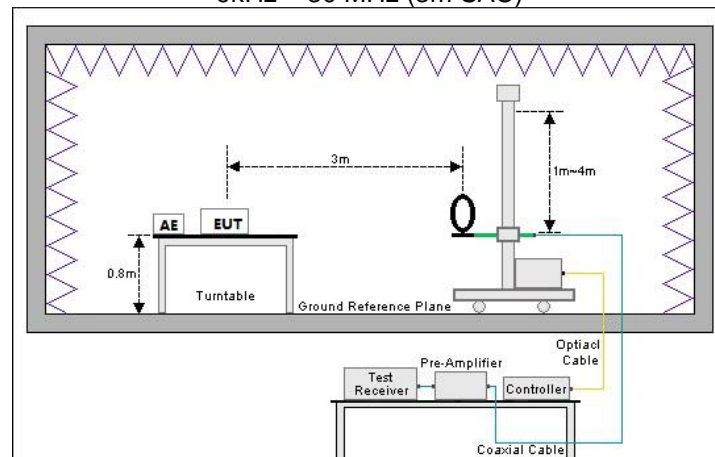 3m
1m~4m
AE
EUT
0.8m
Turntable
Ground Reference Plane
Optiacl
Cable
Pre-Amplifier
Test
Receiver
Controller
Coaxial Cable